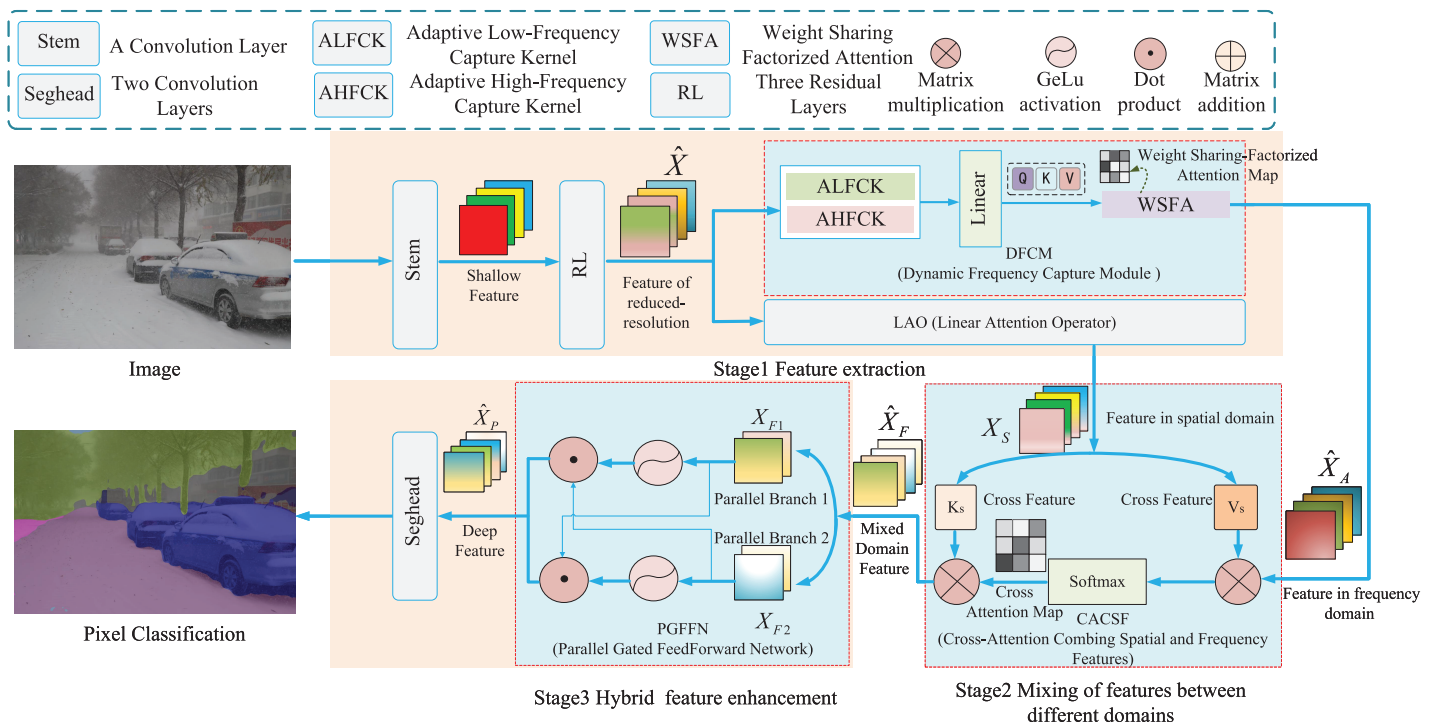 Stem
A Convolution Layer
Seghead
Two Convolution
Layers
ALFCK
Adaptive Low-Frequency
Capture Kernel
AHFCK
Adaptive High-Frequency
Capture Kernel
WSFA
Weight Sharing
Factorized Attention
RL
Three Residual
Layers
Matrix
multiplication
GeLu
activation
Dot
product
Matrix
addition
Image
Stem
Shallow
Feature
RL
X̂
Feature of
reduced-
resolution
ALFCK
AHFCK
Linear
Q K V
Weight Sharing-Factorized
Attention Map
WSFA
DFCM
(Dynamic Frequency Capture Module )
LAO (Linear Attention Operator)
Stage1 Feature extraction
X_S
Feature in spatial domain
Ks
Cross Feature
Cross Feature
Vs
X̂_A
Feature in frequency
domain
Softmax
Cross
Attention Map
CACSF
(Cross-Attention Combing Spatial and Frequency
Features)
Stage2 Mixing of features between
different domains
X̂_F
Mixed
Domain
Feature
X_F1
Parallel Branch 1
Parallel Branch 2
X_F2
PGFFN
(Parallel Gated FeedForward Network)
Stage3 Hybrid feature enhancement
X̂_P
Deep
Feature
Seghead
Pixel Classification